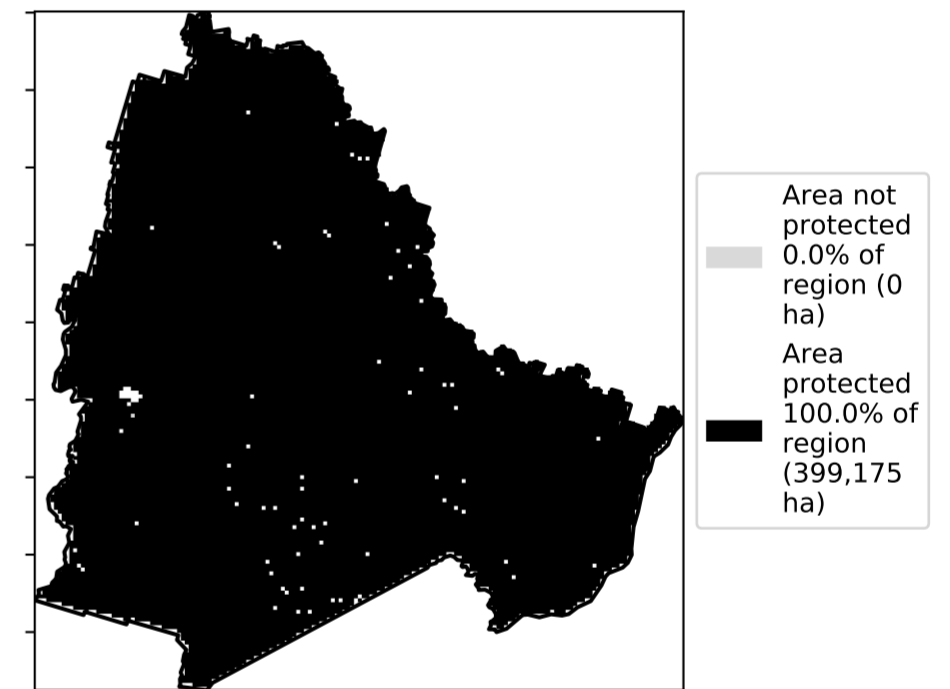 Area not
protected
0.0% of
region (0
ha)
Area
protected
100.0% of
region
(399,175
ha)